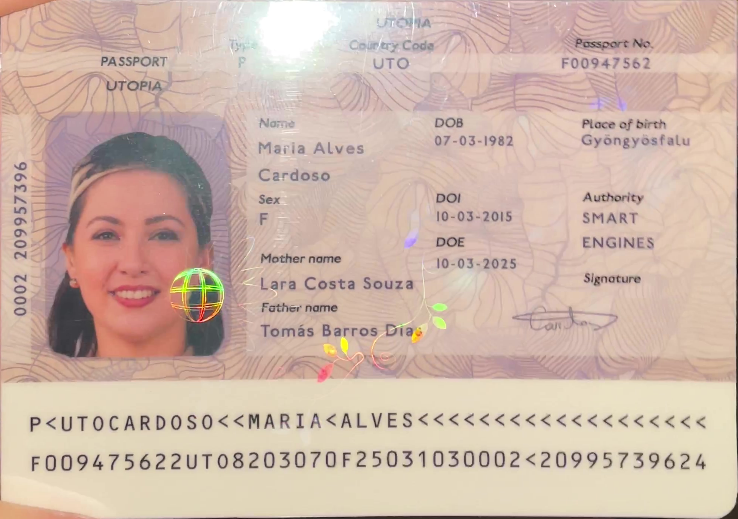 UTOPIA
Type Country Code Passport No.
PASSPORT P UTO F00947562
UTOPIA
Name DOB Place of birth
Maria Alves 07-03-1982 Gyöngyösfalu
Cardoso
Sex DOI Authority
F 10-03-2015 SMART
DOE ENGINES
Mother name 10-03-2025 Signature
Lara Costa Souza
Father name
Tomás Barros Dias
0002 209957396
P<UTOCARDOSO<<MARIA<ALVES<<<<<<<<<<<<<<<<<<<
F009475622UTO8203070F25031030002<20995739624